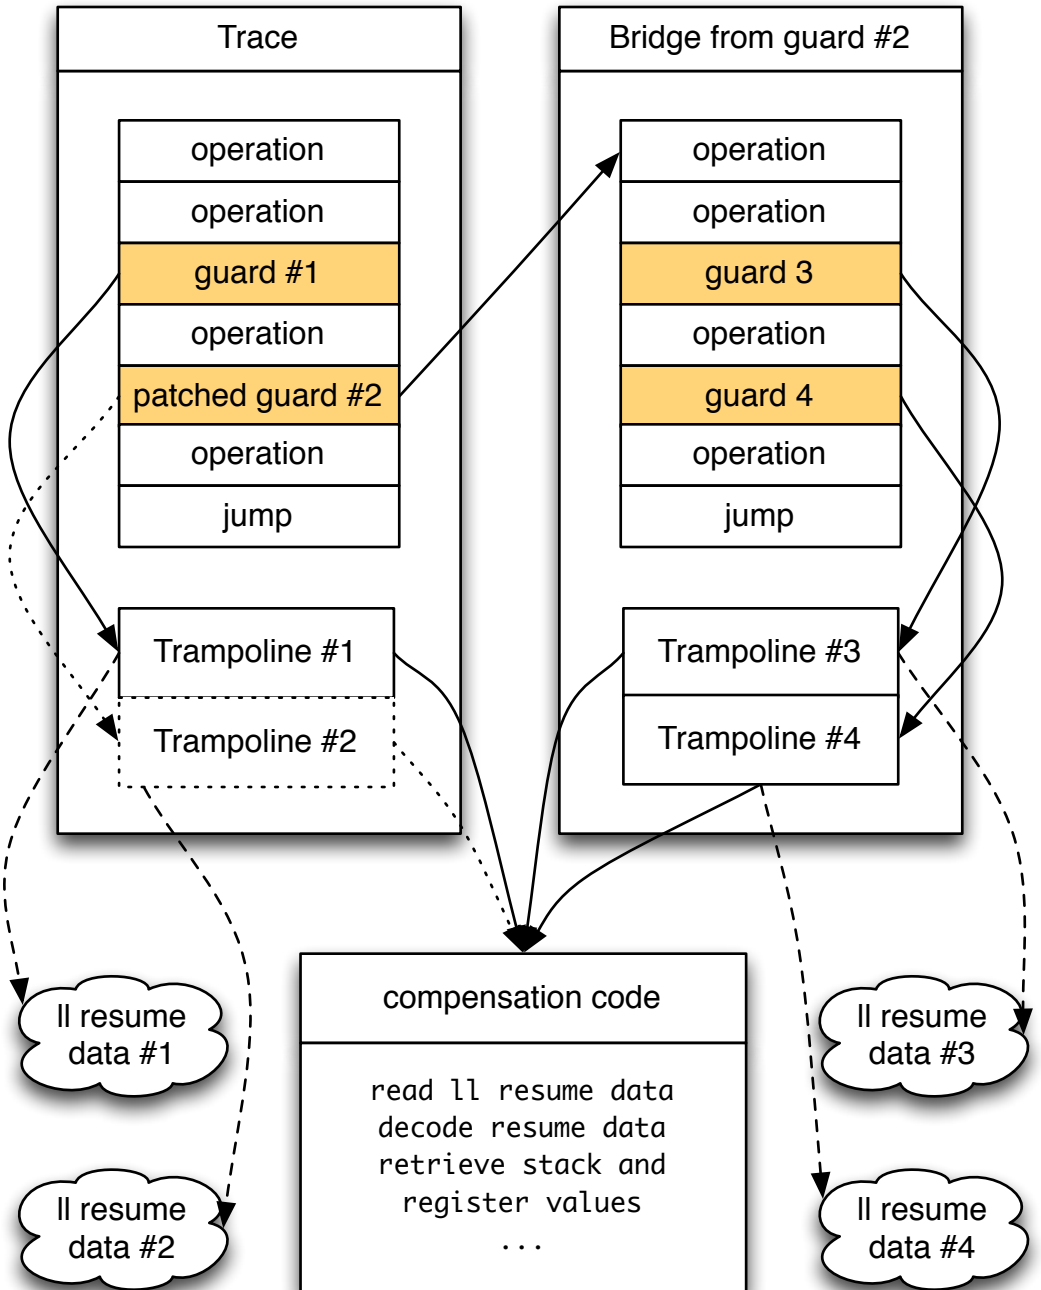 Trace
operation
operation
guard #1
operation
patched guard #2
operation
jump
Trampoline #1
Trampoline #2
Bridge from guard #2
operation
operation
guard 3
operation
guard 4
operation
jump
Trampoline #3
Trampoline #4
ll resume
data #1
ll resume
data #2
compensation code
read ll resume data
decode resume data
retrieve stack and
register values
...
ll resume
data #3
ll resume
data #4